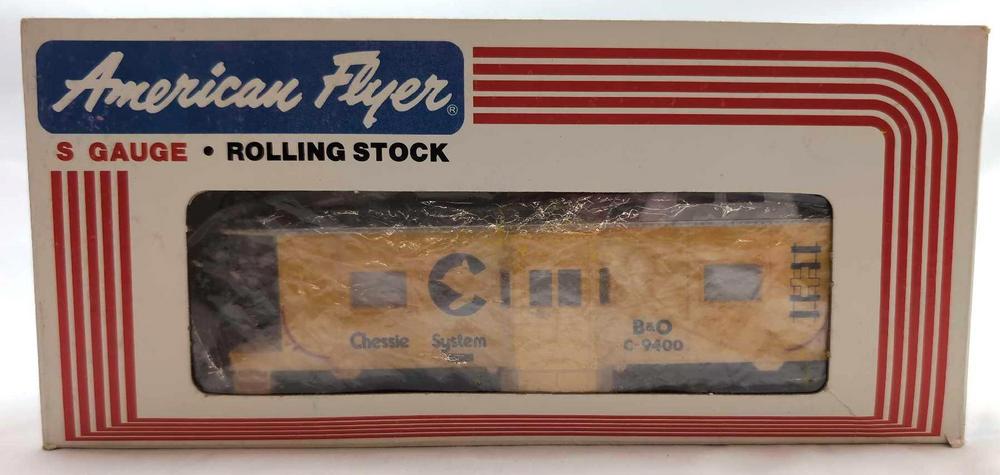 American Flyer®
S GAUGE • ROLLING STOCK
Chessie System
B&O
C-9400